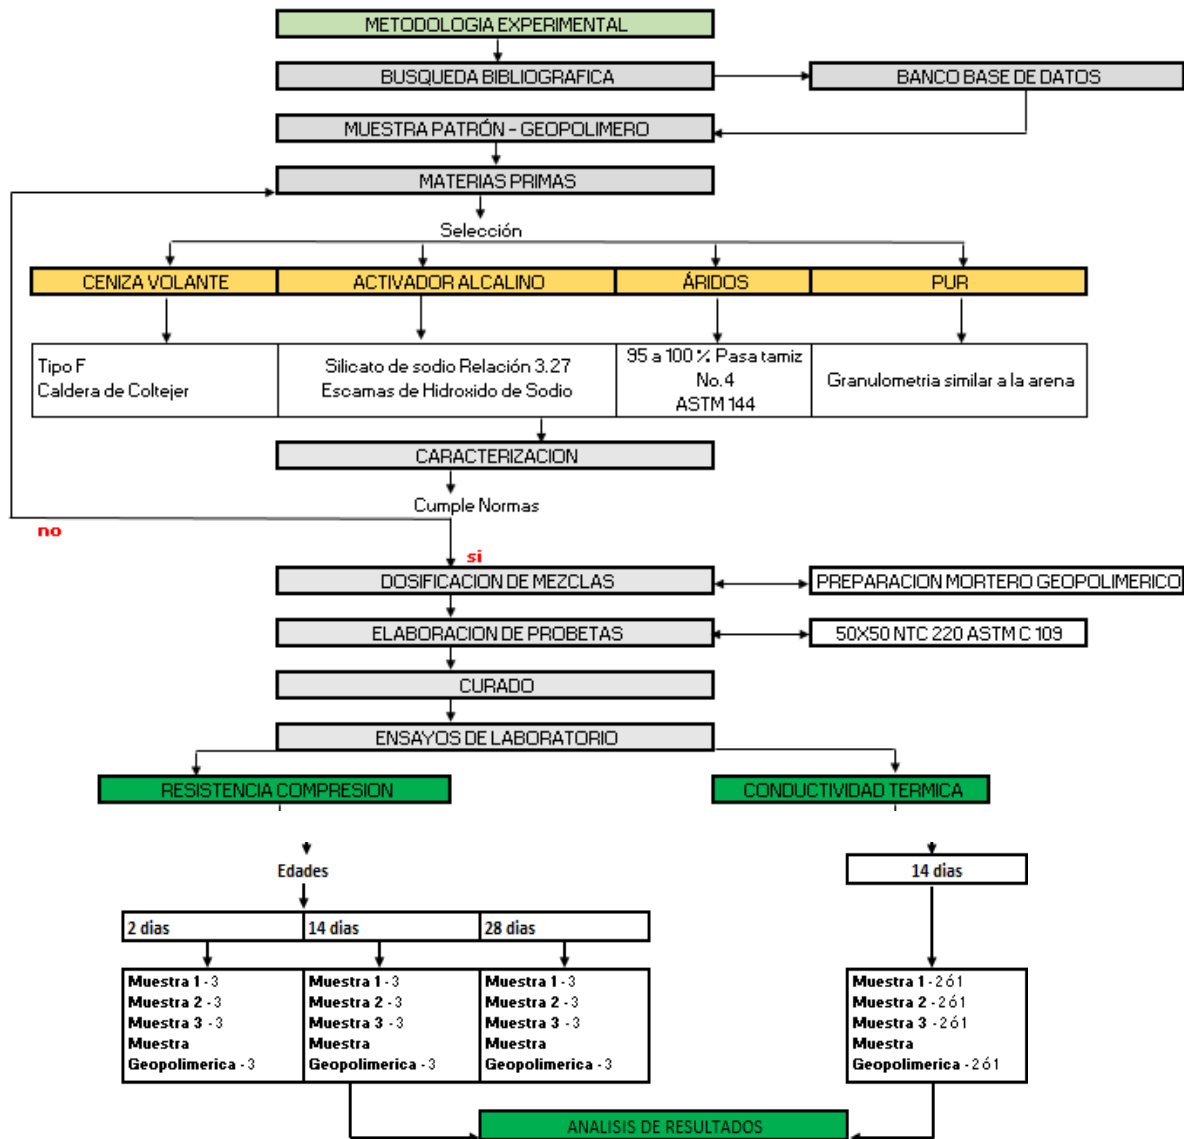 METODOLOGIA EXPERIMENTAL
BUSQUEDA BIBLIOGRAFICA
BANCO BASE DE DATOS
MUESTRA PATRÓN - GEOPOLIMERO
MATERIAS PRIMAS
Selección
CENIZA VOLANTE
ACTIVADOR ALCALINO
ÁRIDOS
PUR
Tipo F
Caldera de Coltejer
Silicato de sodio Relación 3.27
Escamas de Hidroxido de Sodio
95 a 100 % Pasa tamiz
No. 4
ASTM 144
Granulometria similar a la arena
CARACTERIZACION
Cumple Normas
no
si
DOSIFICACION DE MEZCLAS
PREPARACION MORTERO GEOPOLIMERICO
ELABORACION DE PROBETAS
50X50 NTC 220 ASTM C 109
CURADO
ENSAYOS DE LABORATORIO
RESISTENCIA COMPRESION
CONDUCTIVIDAD TERMICA
Edades
14 dias
2 dias
14 dias
28 dias
Muestra 1 - 3
Muestra 2 - 3
Muestra 3 - 3
Muestra
Geopolimerica - 3
Muestra 1 - 3
Muestra 2 - 3
Muestra 3 - 3
Muestra
Geopolimerica - 3
Muestra 1 - 3
Muestra 2 - 3
Muestra 3 - 3
Muestra
Geopolimerica - 3
Muestra 1 - 2 ó 1
Muestra 2 - 2 ó 1
Muestra 3 - 2 ó 1
Muestra
Geopolimerica - 2 ó 1
ANALISIS DE RESULTADOS